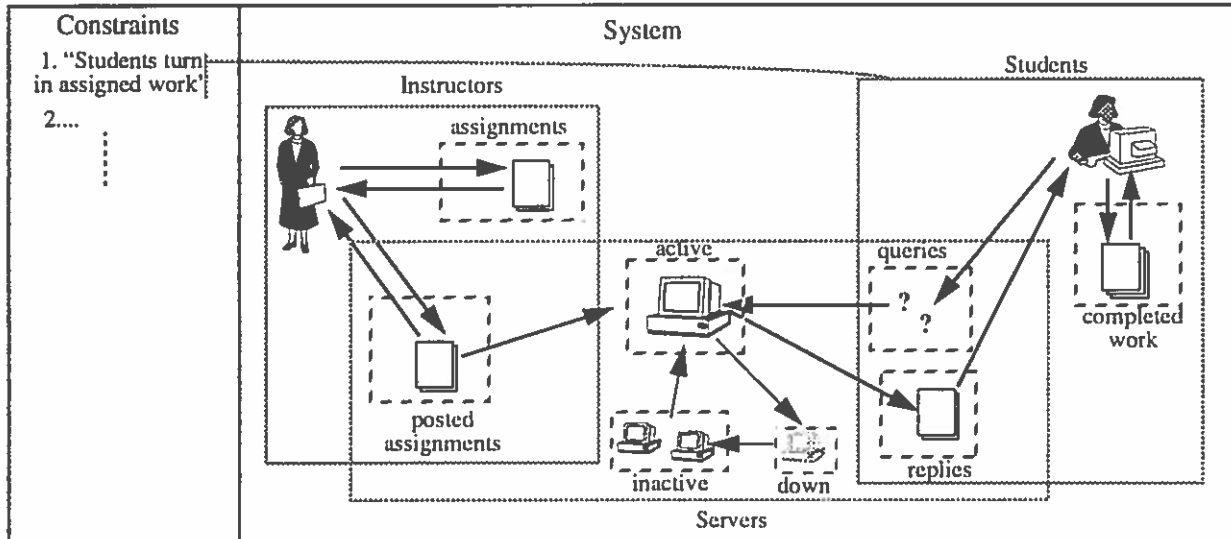 Constraints
1. “Students turn
in assigned work’
2....
System
Instructors
Students
assignments
active
queries
?
?
completed
work
posted
assignments
inactive
down
replies
Servers